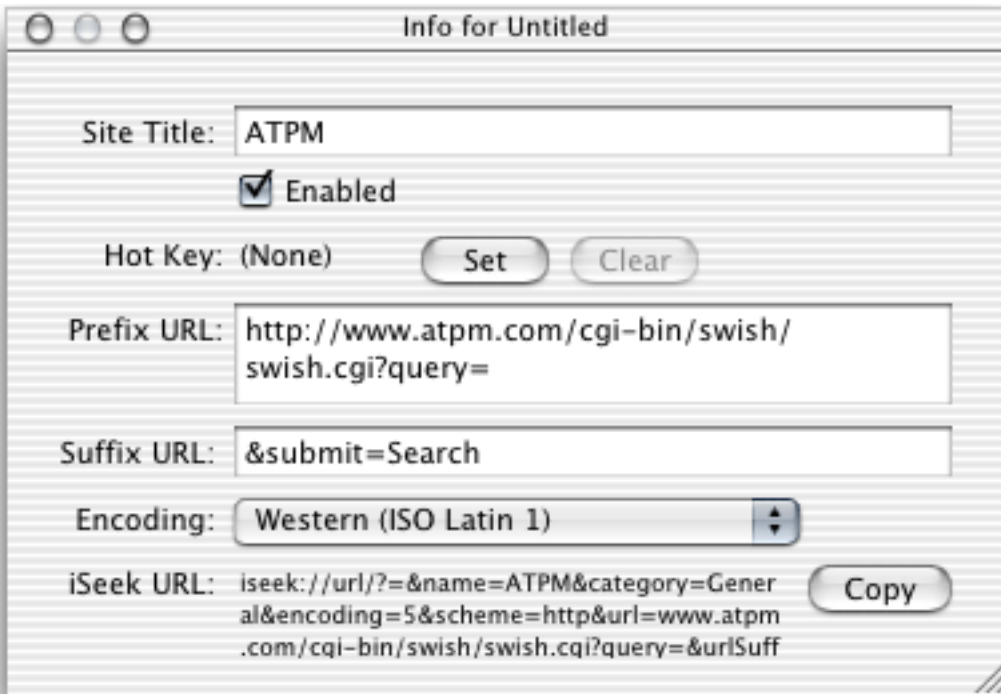 Info for Untitled
Site Title: ATPM
Enabled
Hot Key: (None) Set Clear
Prefix URL: http://www.atpm.com/cgi-bin/swish/
swish.cgi?query=
Suffix URL: &submit=Search
Encoding: Western (ISO Latin 1)
iSeek URL: iseek://url/?=&name=ATPM&category=Gener Copy
al&encoding=5&scheme=http&url=www.atpm
.com/cgi-bin/swish/swish.cgi?query=&urlSuff